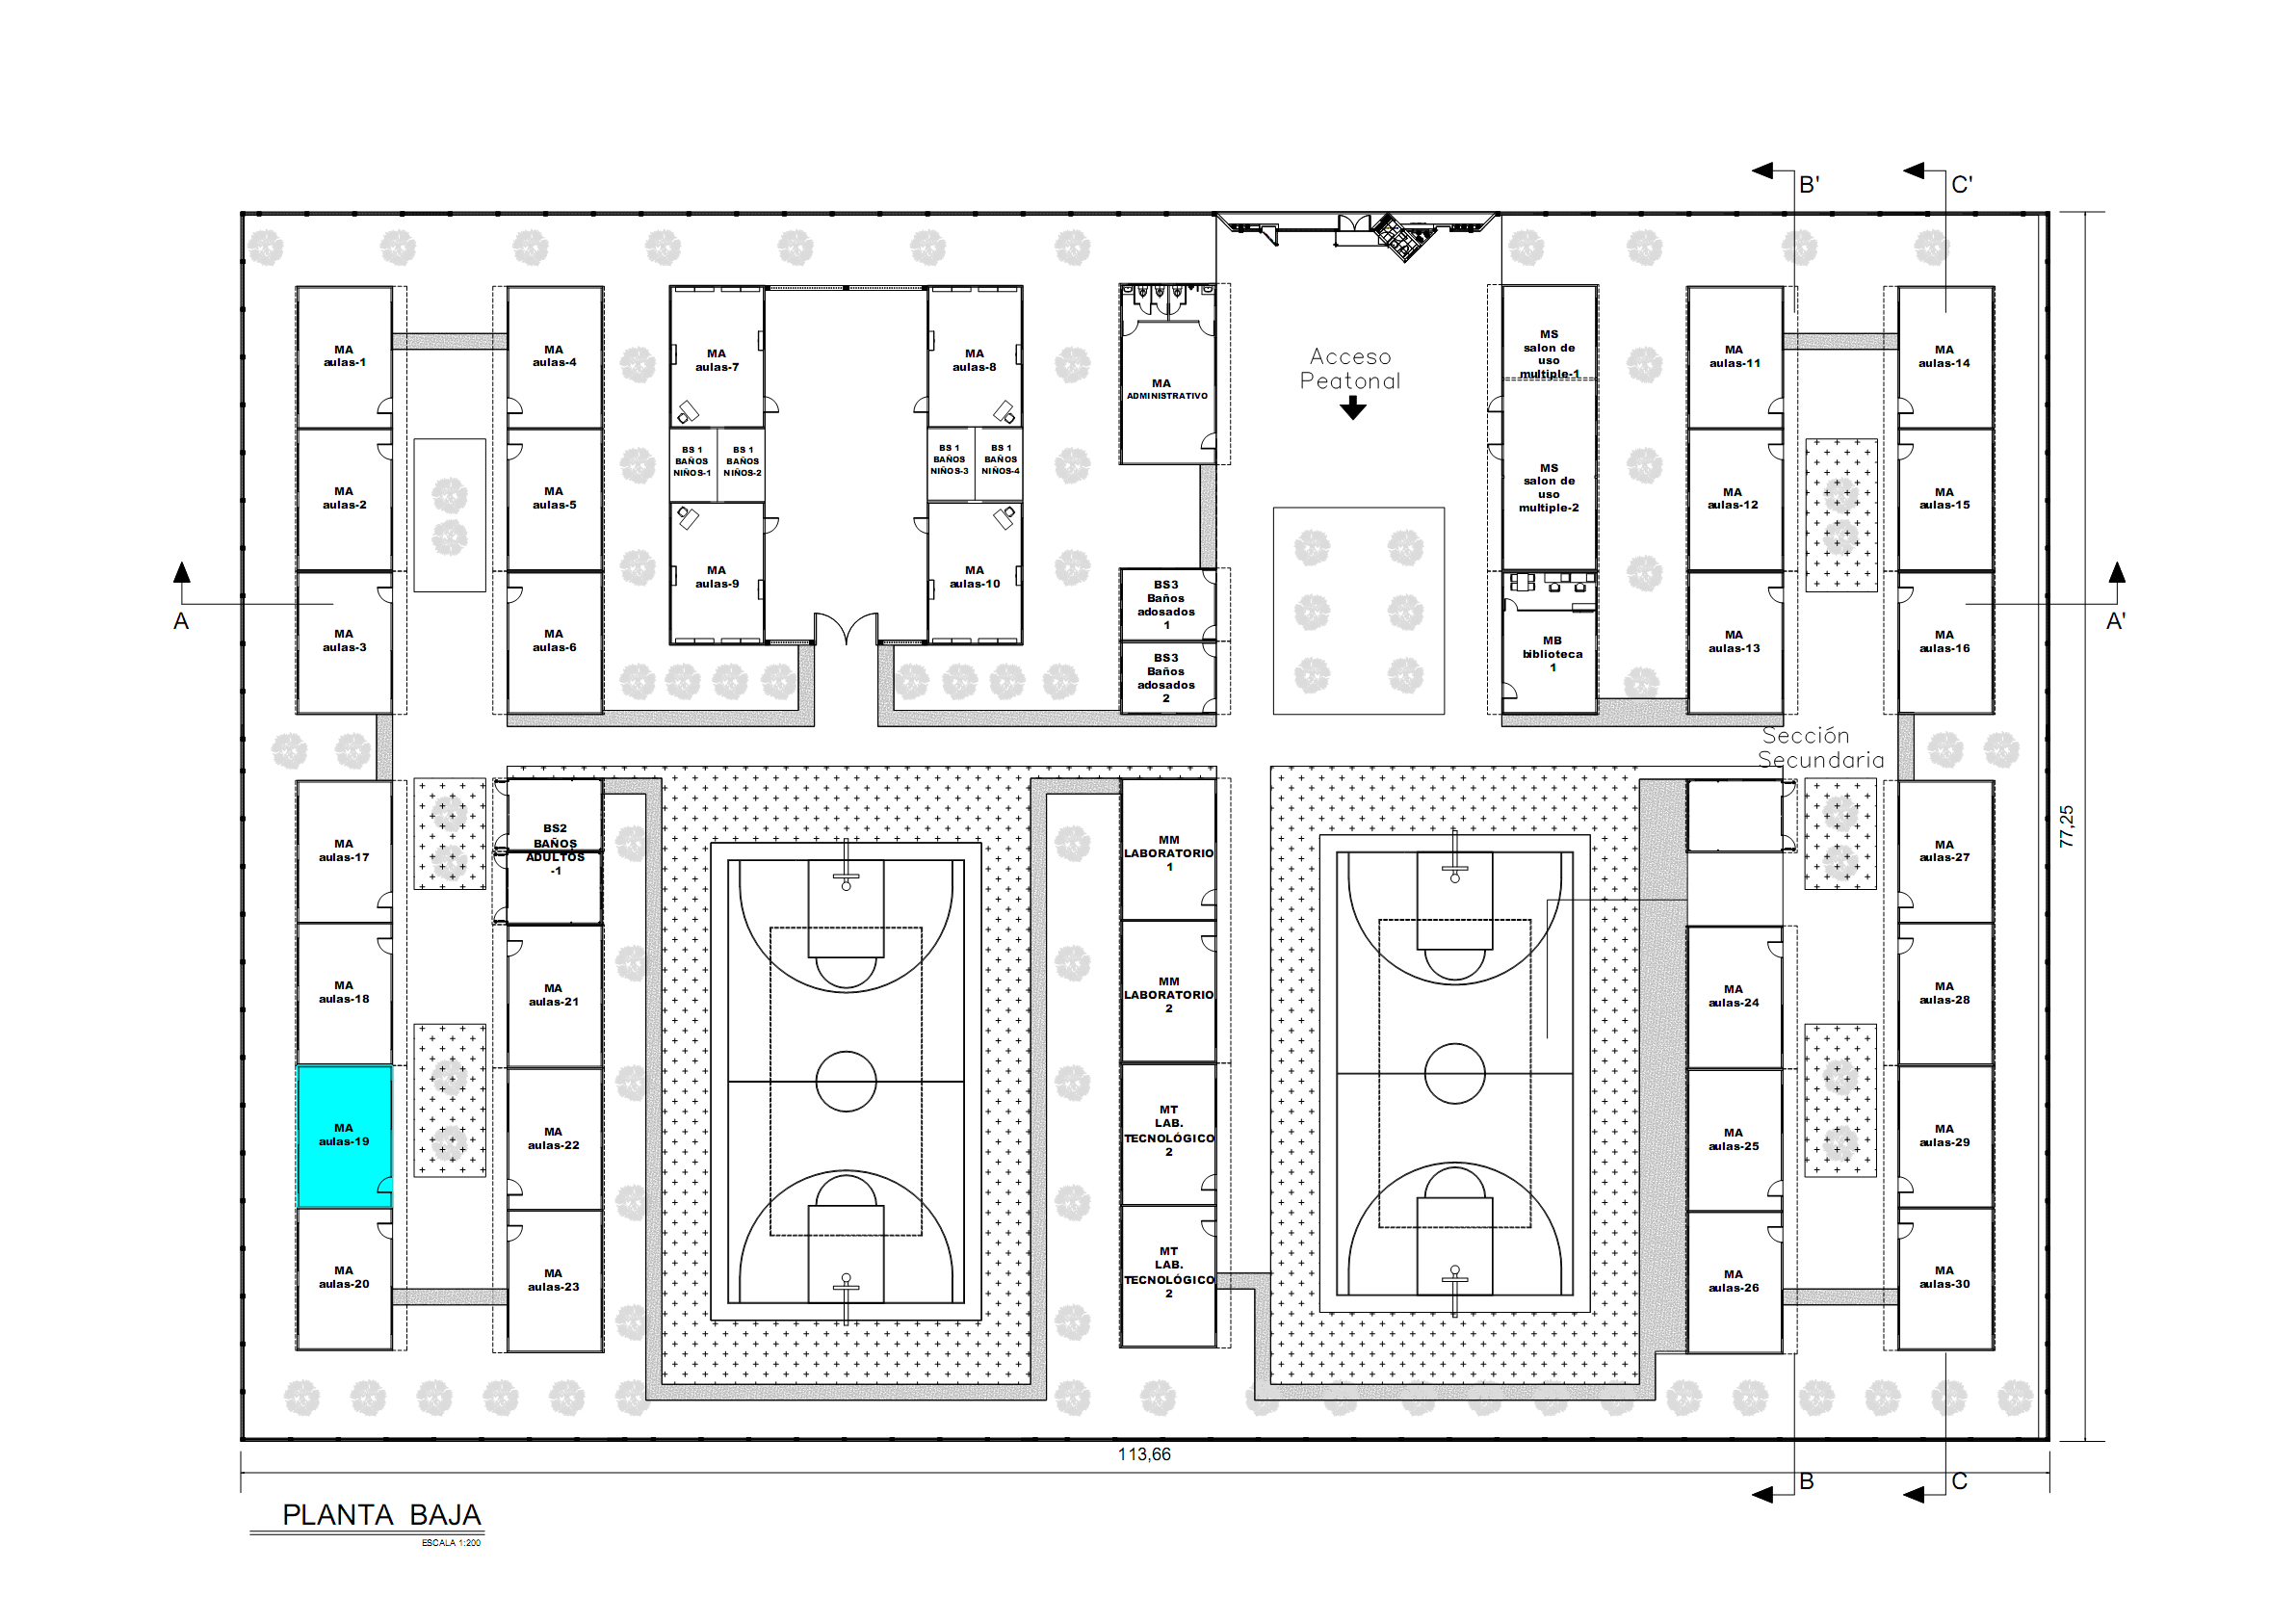 B'
C'
MA
aulas-1
MA
aulas-4
MA
aulas-7
MA
aulas-8
MA
ADMINISTRATIVO
Acceso
Peatonal
MS
salon de
uso
multiple-1
MA
aulas-11
MA
aulas-14
BS 1
BAÑOS
NIÑOS-1
BS 1
BAÑOS
NIÑOS-2
BS 1
BAÑOS
NIÑOS-3
BS 1
BAÑOS
NIÑOS-4
MA
aulas-2
MA
aulas-5
MS
salon de
uso
multiple-2
MA
aulas-12
MA
aulas-15
MA
aulas-9
MA
aulas-10
BS3
Baños
adosados
1
A
A'
MA
aulas-3
MA
aulas-6
BS3
Baños
adosados
2
MB
biblioteca
1
MA
aulas-13
MA
aulas-16
Sección
Secundaria
MA
aulas-17
BS2
BAÑOS
ADULTOS
-1
MM
LABORATORIO
1
MA
aulas-27
77,25
MA
aulas-18
MA
aulas-21
MM
LABORATORIO
2
MA
aulas-24
MA
aulas-28
MA
aulas-19
MA
aulas-22
MT
LAB.
TECNOLÓGICO
2
MA
aulas-25
MA
aulas-29
MA
aulas-20
MA
aulas-23
MT
LAB.
TECNOLÓGICO
2
MA
aulas-26
MA
aulas-30
113,66
B
C
PLANTA BAJA
ESCALA 1:200